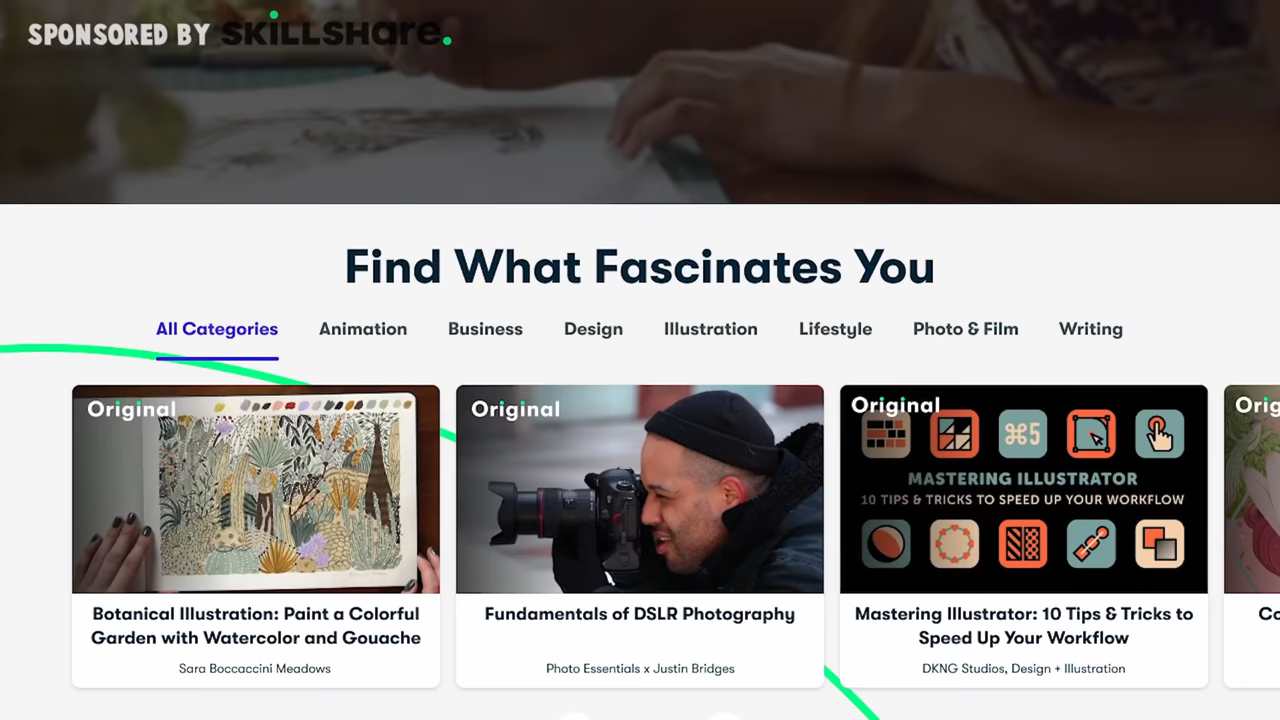 SPONSORED BY SKILLSHARE.
Find What Fascinates You
All Categories Animation Business Design Illustration Lifestyle Photo & Film Writing
Original
Original
Original
⌘5
MASTERING ILLUSTRATOR
10 TIPS & TRICKS TO SPEED UP YOUR WORKFLOW
Botanical Illustration: Paint a Colorful
Garden with Watercolor and Gouache
Sara Boccaccini Meadows
Fundamentals of DSLR Photography
Photo Essentials x Justin Bridges
Mastering Illustrator: 10 Tips & Tricks to
Speed Up Your Workflow
DKNG Studios, Design + Illustration